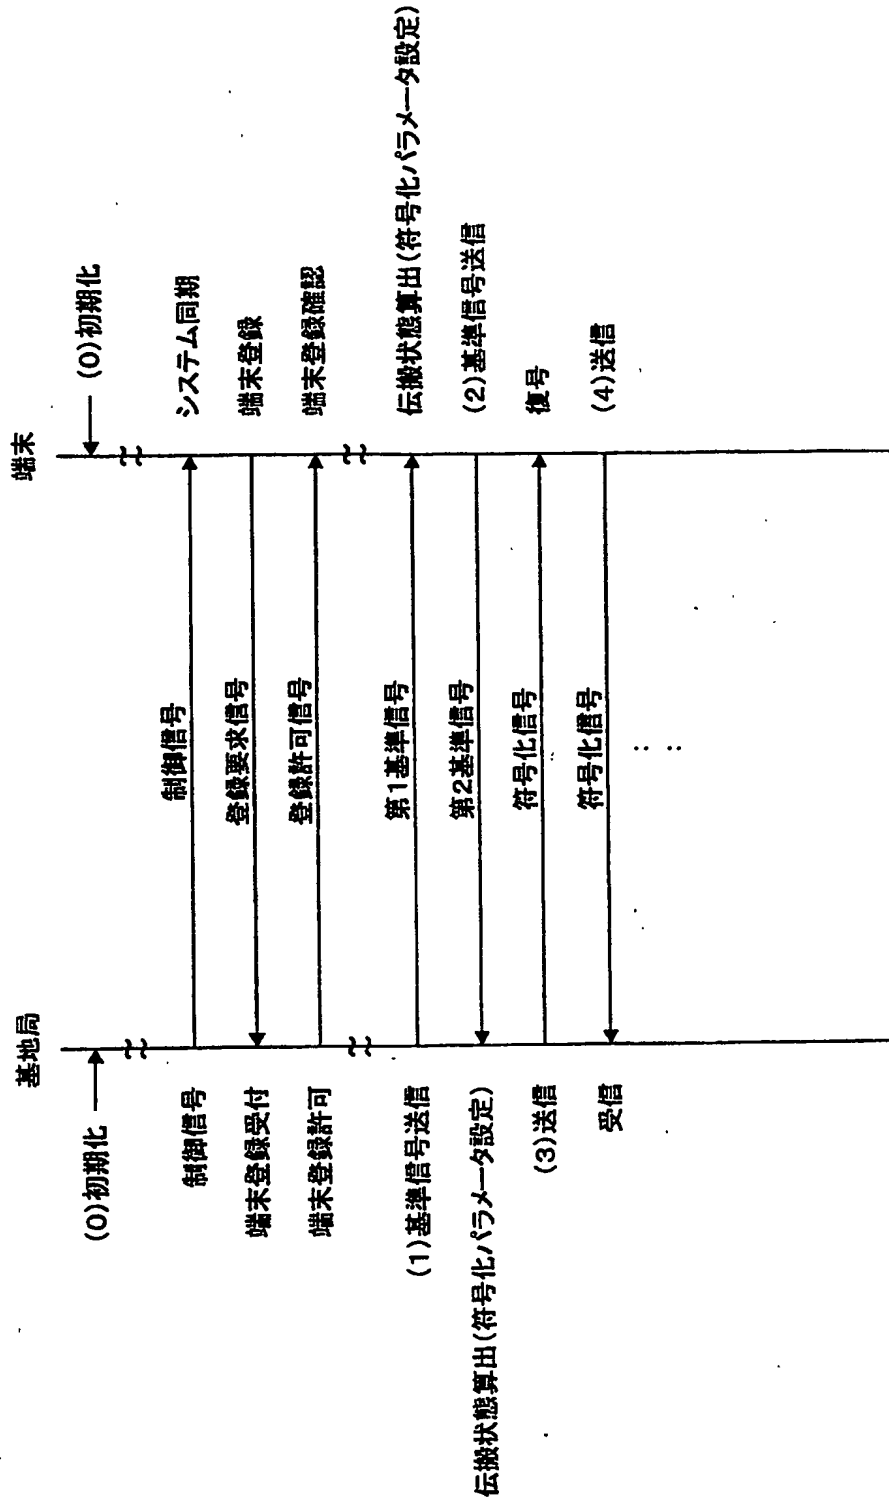 基地局
端末
(0)初期化
(0)初期化
制御信号
制御信号
システム同期
端末登録受付
登録要求信号
端末登録
端末登録許可
登録許可信号
端末登録確認
(1)基準信号送信
第1基準信号
伝搬状態算出(符号化パラメータ設定)
伝搬状態算出(符号化パラメータ設定)
第2基準信号
(2)基準信号送信
(3)送信
符号化信号
復号
受信
符号化信号
(4)送信